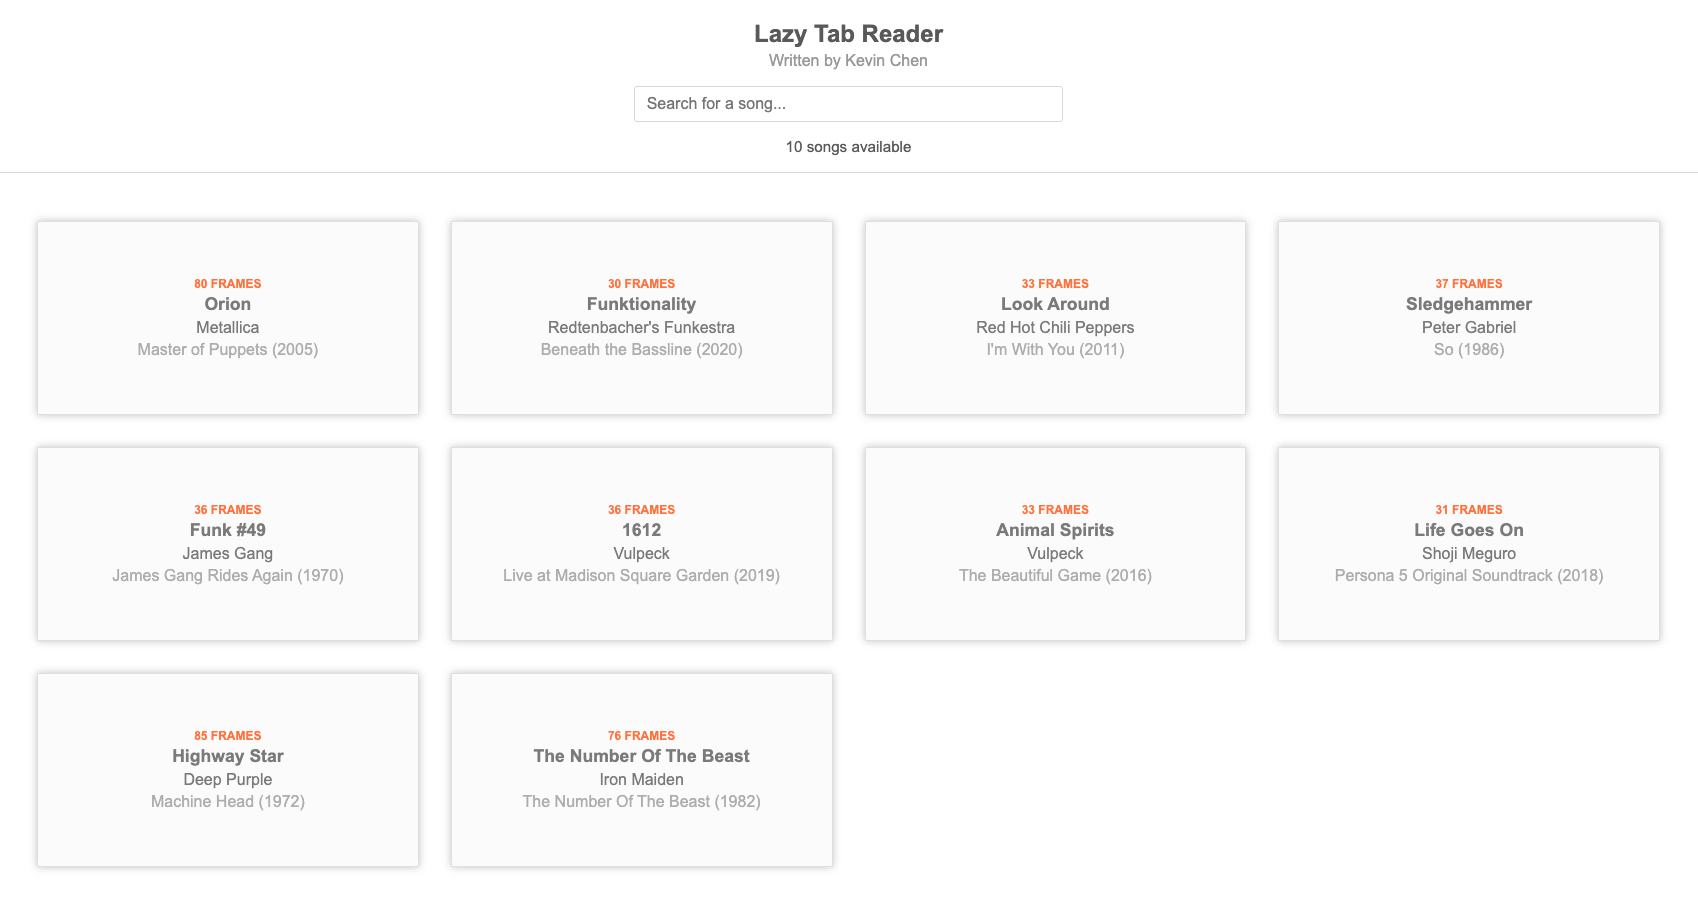 Lazy Tab Reader
Written by Kevin Chen
Search for a song...
10 songs available
80 FRAMES
Orion
Metallica
Master of Puppets (2005)
30 FRAMES
Funktionality
Redtenbacher's Funkestra
Beneath the Bassline (2020)
33 FRAMES
Look Around
Red Hot Chili Peppers
I'm With You (2011)
37 FRAMES
Sledgehammer
Peter Gabriel
So (1986)
36 FRAMES
Funk #49
James Gang
James Gang Rides Again (1970)
36 FRAMES
1612
Vulpeck
Live at Madison Square Garden (2019)
33 FRAMES
Animal Spirits
Vulpeck
The Beautiful Game (2016)
31 FRAMES
Life Goes On
Shoji Meguro
Persona 5 Original Soundtrack (2018)
85 FRAMES
Highway Star
Deep Purple
Machine Head (1972)
76 FRAMES
The Number Of The Beast
Iron Maiden
The Number Of The Beast (1982)